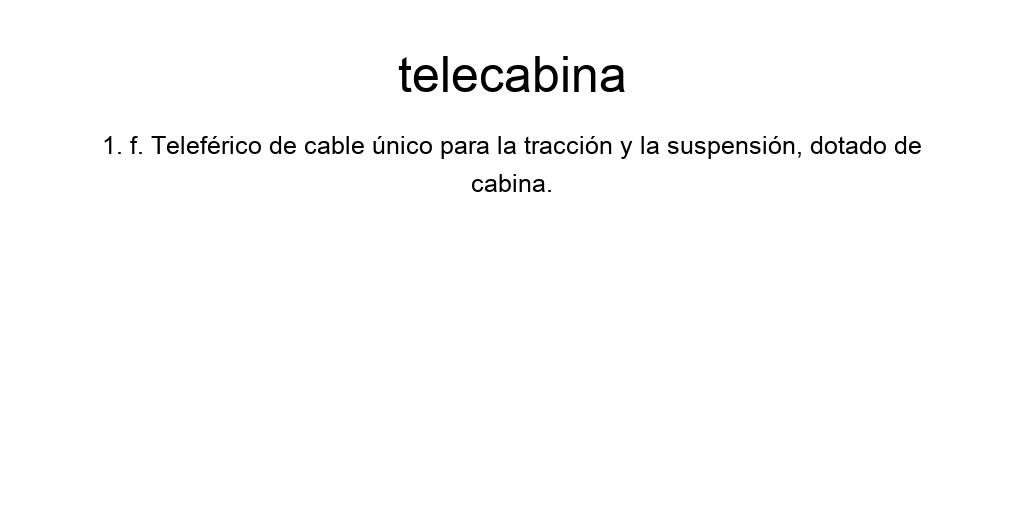 telecabina
1. f. Teleférico de cable único para la tracción y la suspensión, dotado de
cabina.